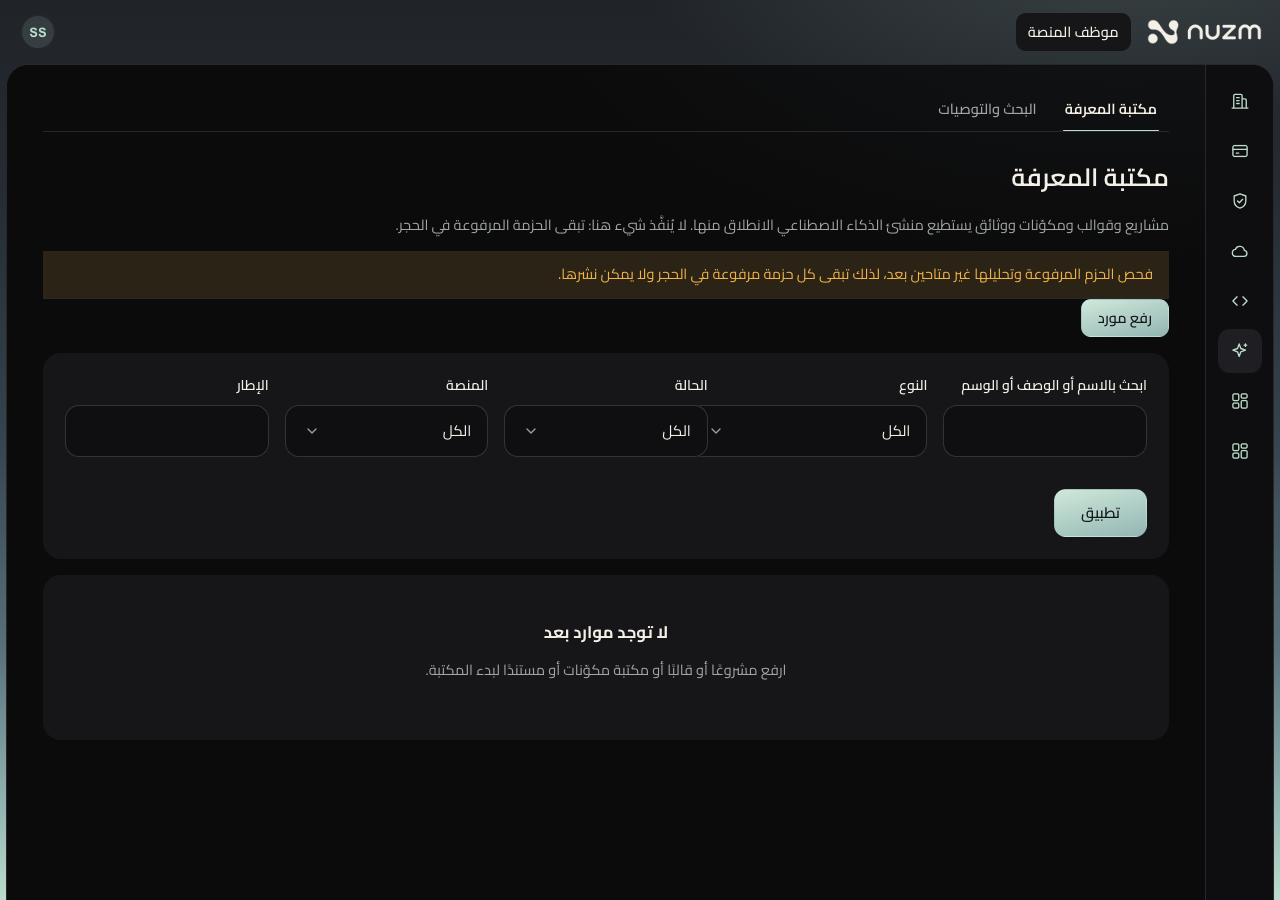 nuzm
موظف المنصة
SS
مكتبة المعرفة
البحث والتوصيات
مكتبة المعرفة
مشاريع وقوالب ومكوّنات ووثائق يستطيع منشئ الذكاء الاصطناعي الانطلاق منها. لا يُنفَّذ شيء هنا: تبقى الحزمة المرفوعة في الحجر.
فحص الحزم المرفوعة وتحليلها غير متاحين بعد، لذلك تبقى كل حزمة مرفوعة في الحجر ولا يمكن نشرها.
رفع مورد
ابحث بالاسم أو الوصف أو الوسم
النوع
الحالة
المنصة
الإطار
الكل
الكل
الكل
تطبيق
لا توجد موارد بعد
ارفع مشروعًا أو قالبًا أو مكتبة مكوّنات أو مستندًا لبدء المكتبة.